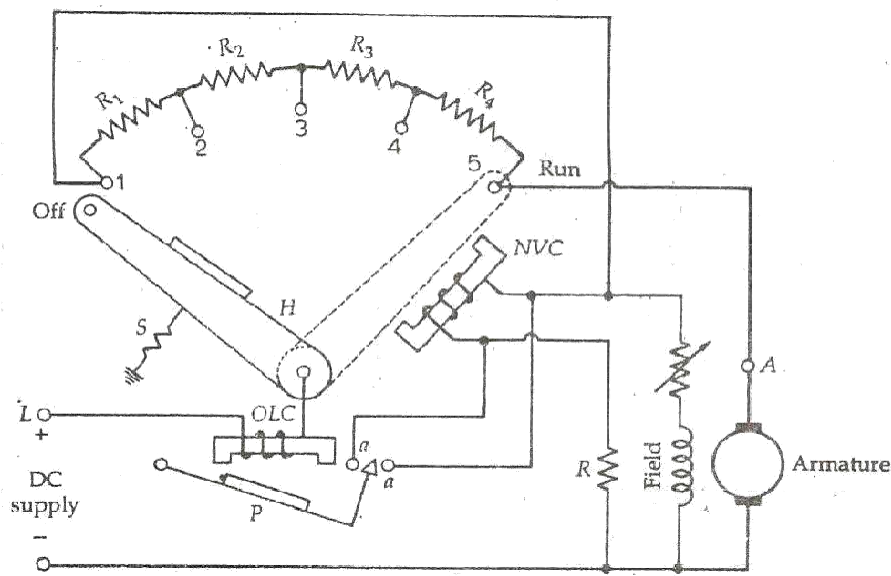 R1
R2
R3
R4
1
2
3
4
5
Run
Off
NVC
H
S
L
OLC
A
+
a
a
DC
supply
P
R
Field
Armature
−